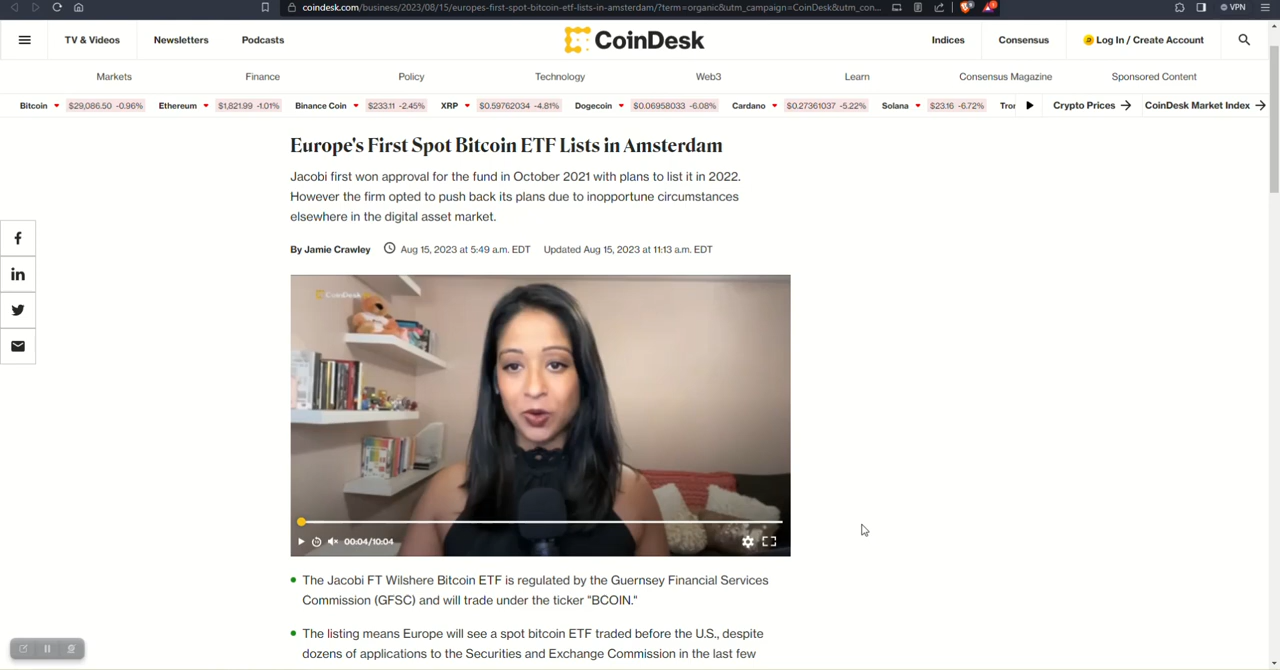 coindesk.com/business/2023/08/15/europes-first-spot-bitcoin-etf-lists-in-amsterdam/?term=organic&utm_campaign=CoinDesk&utm_con...
VPN
TV & Videos
Newsletters
Podcasts
CoinDesk
Indices
Consensus
Log In / Create Account
Markets
Finance
Policy
Technology
Web3
Learn
Consensus Magazine
Sponsored Content
Bitcoin $29,086.50 -0.96% Ethereum $1,821.99 -1.01% Binance Coin $233.11 -2.45% XRP $0.59762034 -4.81% Dogecoin $0.06958033 -6.08% Cardano $0.27361037 -5.22% Solana $23.16 -6.72% Tror
Crypto Prices
CoinDesk Market Index
Europe's First Spot Bitcoin ETF Lists in Amsterdam
Jacobi first won approval for the fund in October 2021 with plans to list it in 2022.
However the firm opted to push back its plans due to inopportune circumstances
elsewhere in the digital asset market.
By Jamie Crawley Aug 15, 2023 at 5:49 a.m. EDT Updated Aug 15, 2023 at 11:13 a.m. EDT
CoinDesk
00:04/10:04
The Jacobi FT Wilshere Bitcoin ETF is regulated by the Guernsey Financial Services
Commission (GFSC) and will trade under the ticker "BCOIN."
The listing means Europe will see a spot bitcoin ETF traded before the U.S., despite
dozens of applications to the Securities and Exchange Commission in the last few